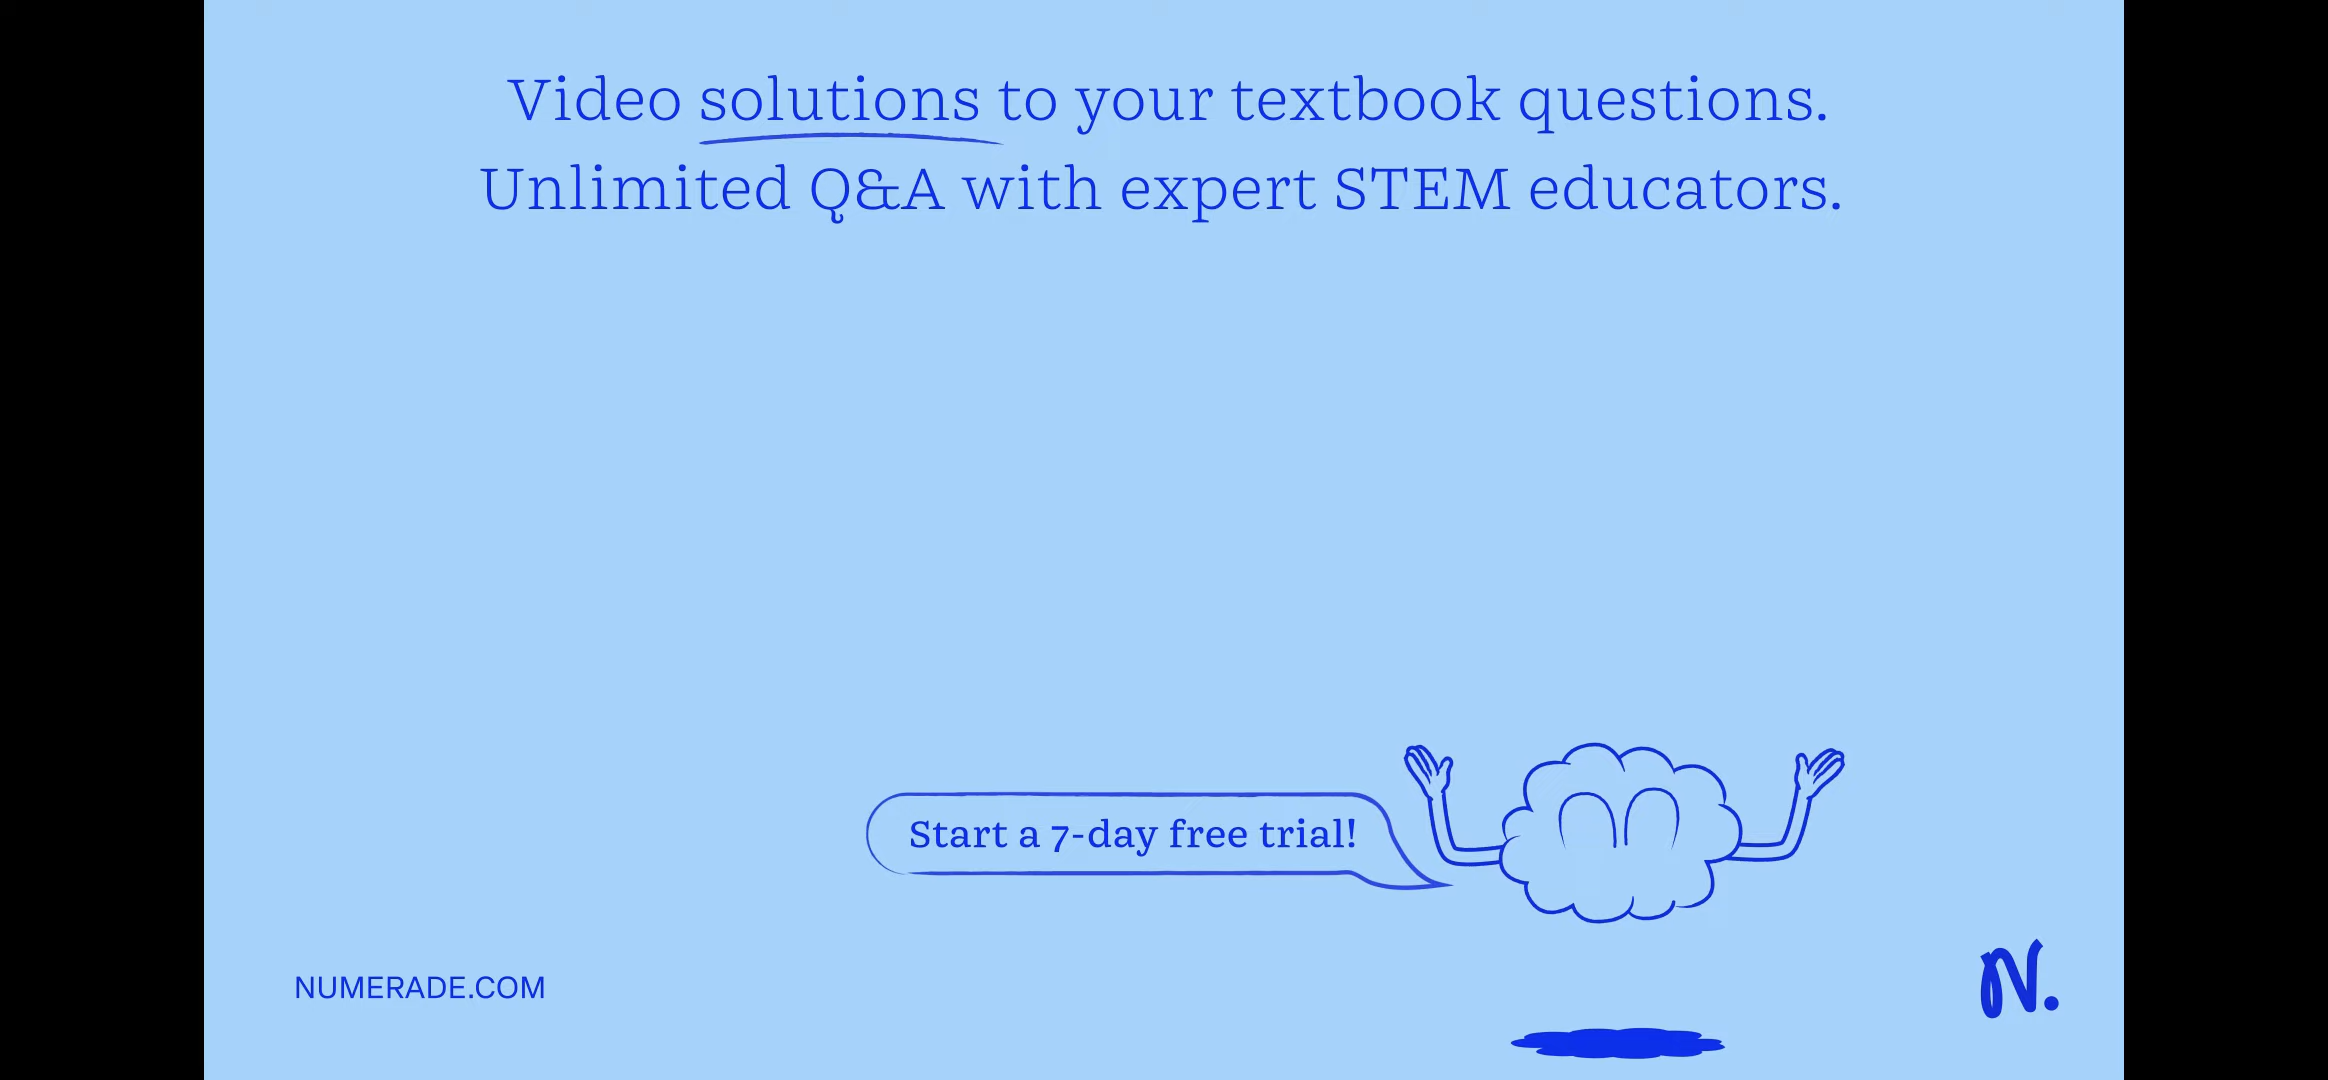 Video solutions to your textbook questions.
Unlimited Q&A with expert STEM educators.
Start a 7-day free trial!
NUMERADE.COM
N.